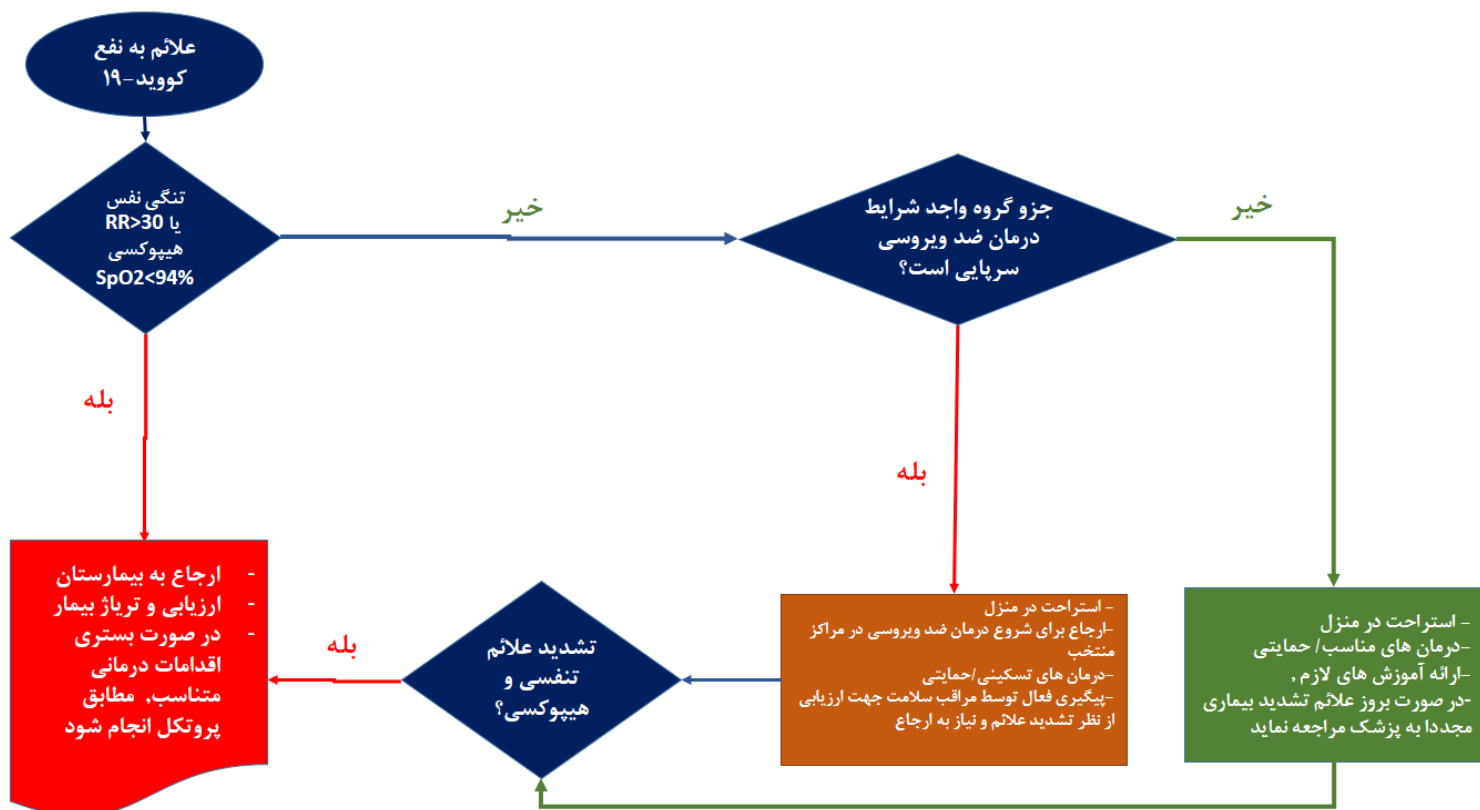 علائم به نفع
کووید-۱۹
تنگی نفس
یا RR>30
هیپوکسی
SpO2<94%
خیر
جزو گروه واجد شرایط
درمان ضد ویروسی
سرپایی است؟
خیر
بله
بله
- ارجاع به بیمارستان
- ارزیابی و تریاژ بیمار
- در صورت بستری
اقدامات درمانی
متناسب, مطابق
پروتکل انجام شود
بله
تشدید علائم
تنفسی و
هیپوکسی؟
- استراحت در منزل
-ارجاع برای شروع درمان ضد ویروسی در مراکز
منتخب
-درمان های تسکینی/حمایتی
-پیگیری فعال توسط مراقب سلامت جهت ارزیابی
از نظر تشدید علائم و نیاز به ارجاع
- استراحت در منزل
-درمان های مناسب/ حمایتی
-ارائه آموزش های لازم ,
-در صورت بروز علائم تشدید بیماری
مجددا به پزشک مراجعه نماید